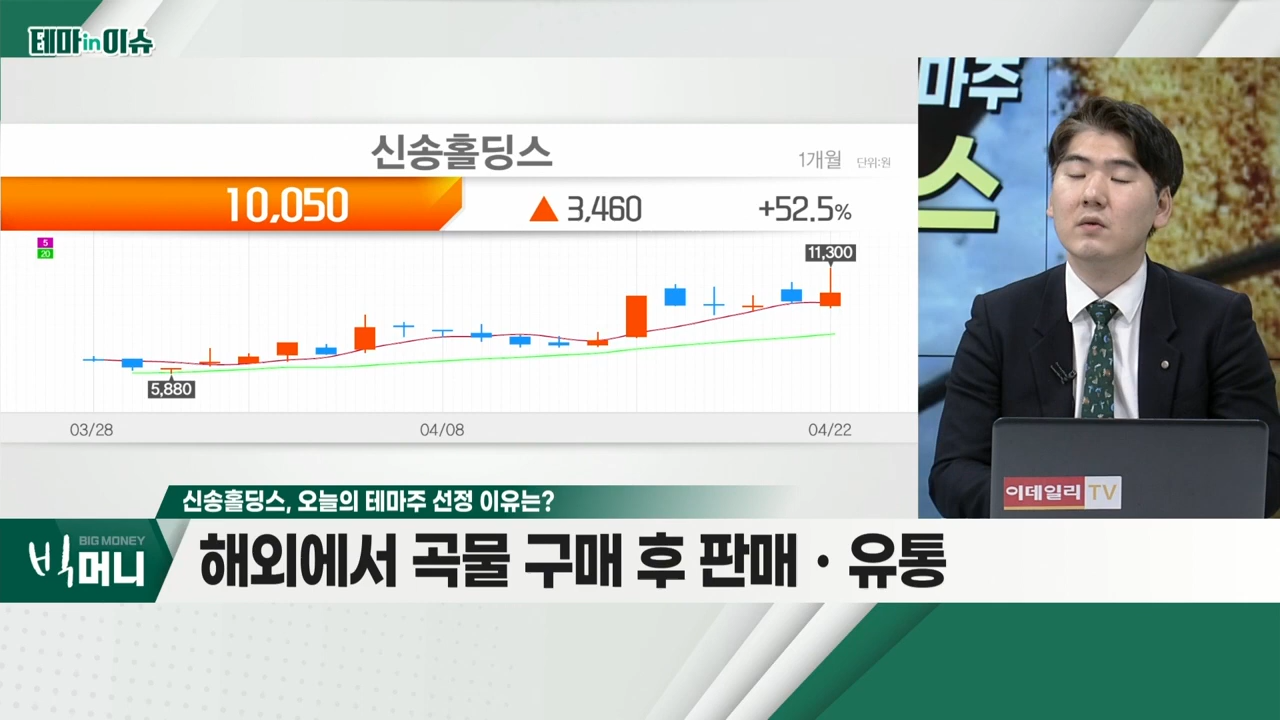 테마in이슈
신송홀딩스
1개월 단위:원
10,050 ▲ 3,460 +52.5%
5
20
11,300
5,880
03/28 04/08 04/22
마주
스
이데일리 TV
신송홀딩스, 오늘의 테마주 선정 이유는?
BIG MONEY
빅머니
해외에서 곡물 구매 후 판매 · 유통